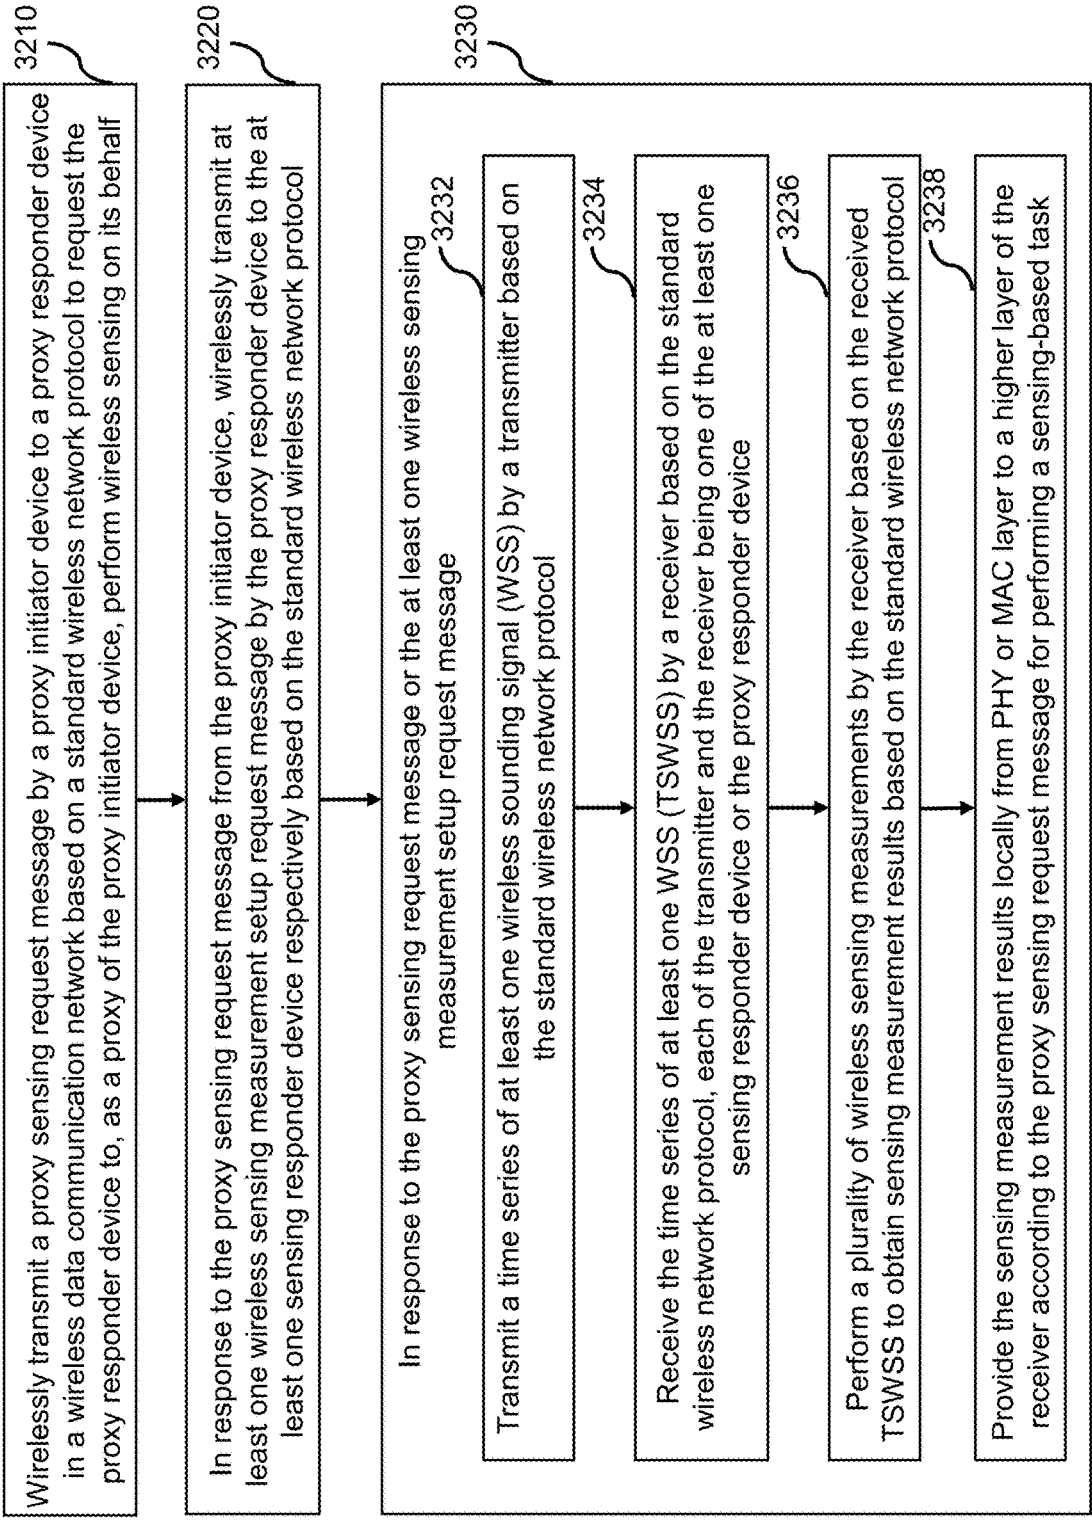 3210
Wirelessly transmit a proxy sensing request message by a proxy initiator device to a proxy responder device
in a wireless data communication network based on a standard wireless network protocol to request the
proxy responder device to, as a proxy of the proxy initiator device, perform wireless sensing on its behalf
3220
In response to the proxy sensing request message from the proxy initiator device, wirelessly transmit at
least one wireless sensing measurement setup request message by the proxy responder device to the at
least one sensing responder device respectively based on the standard wireless network protocol
3230
In response to the proxy sensing request message or the at least one wireless sensing
measurement setup request message
3232
Transmit a time series of at least one wireless sounding signal (WSS) by a transmitter based on
the standard wireless network protocol
3234
Receive the time series of at least one WSS (TSWSS) by a receiver based on the standard
wireless network protocol, each of the transmitter and the receiver being one of the at least one
sensing responder device or the proxy responder device
3236
Perform a plurality of wireless sensing measurements by the receiver based on the received
TSWSS to obtain sensing measurement results based on the standard wireless network protocol
3238
Provide the sensing measurement results locally from PHY or MAC layer to a higher layer of the
receiver according to the proxy sensing request message for performing a sensing-based task